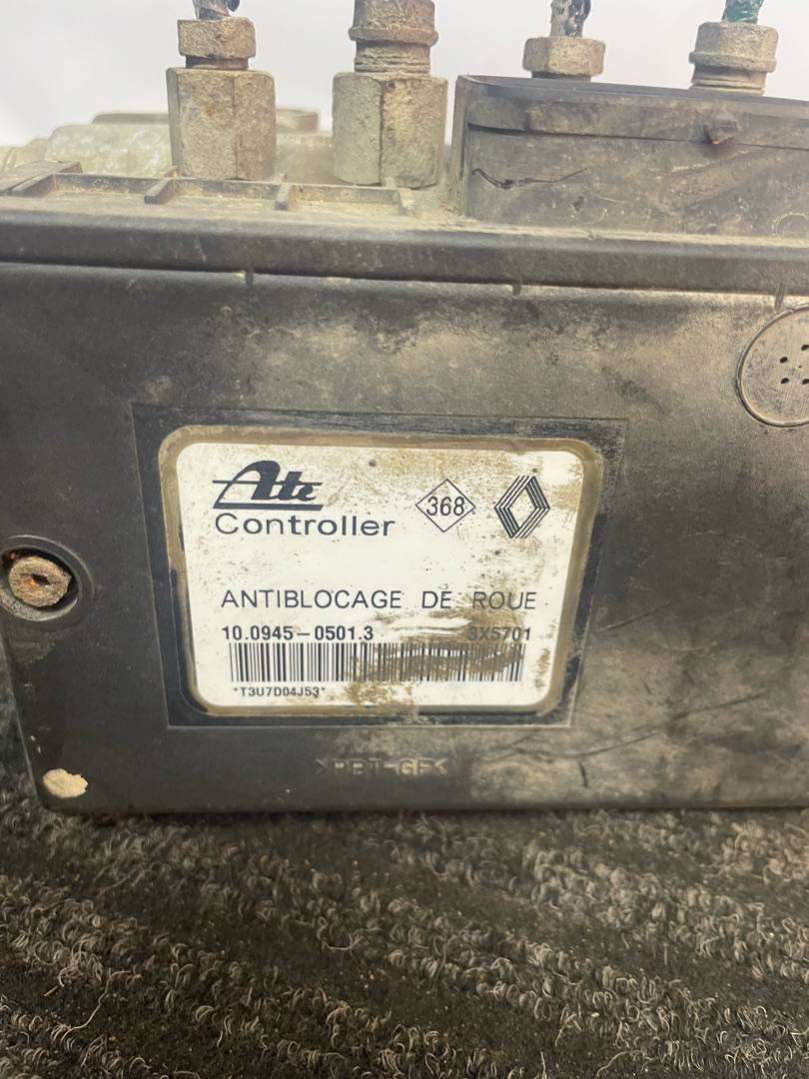 Ate
Controller
368
ANTIBLOCAGE DE ROUE
10.0945-0501.3 3X5701
*T3U7D04J53*